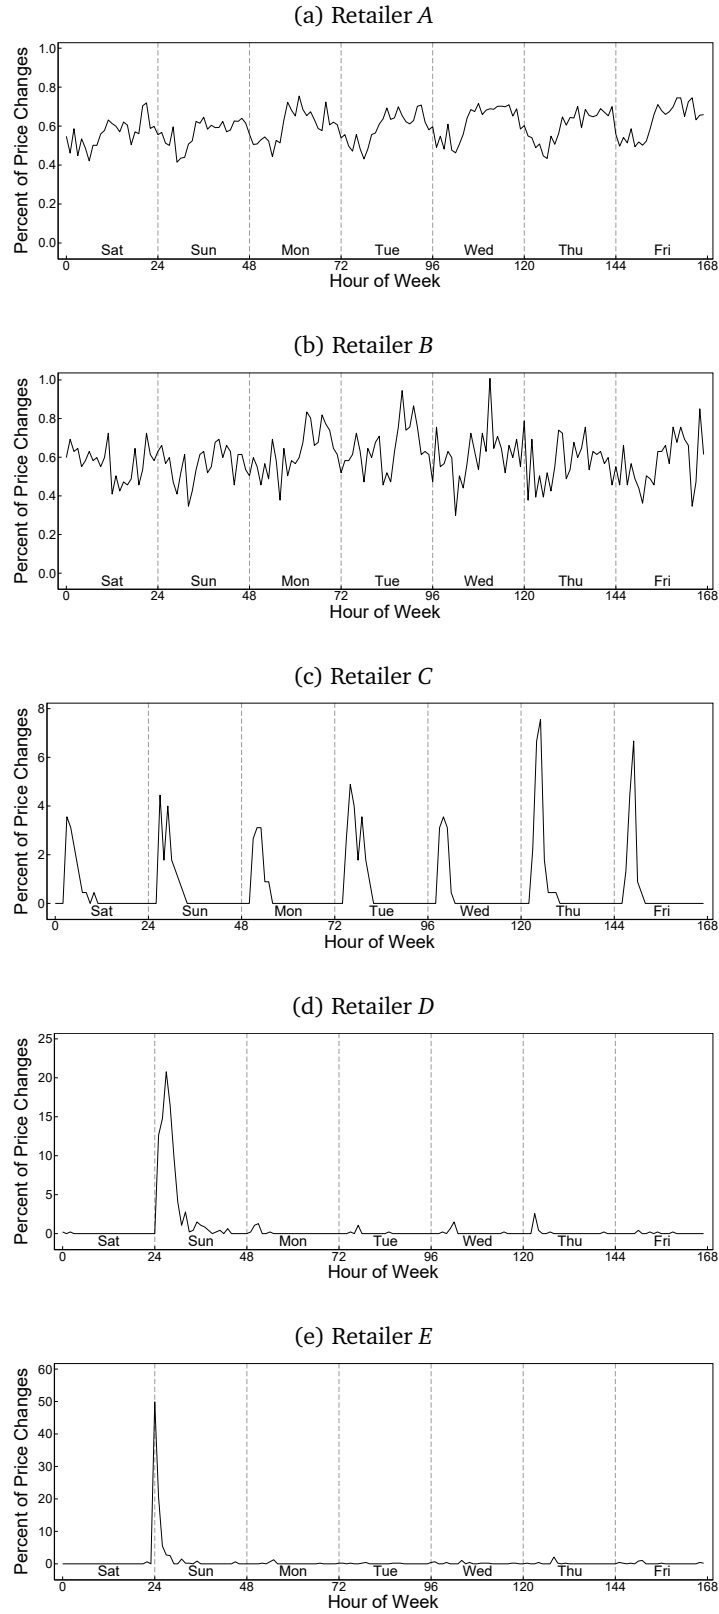 (a) Retailer A
Percent of Price Changes
1.0
0.8
0.6
0.4
0.2
0.0
Sat Sun Mon Tue Wed Thu Fri
0 24 48 72 96 120 144 168
Hour of Week
(b) Retailer B
Percent of Price Changes
1.0
0.8
0.6
0.4
0.2
0.0
Sat Sun Mon Tue Wed Thu Fri
0 24 48 72 96 120 144 168
Hour of Week
(c) Retailer C
Percent of Price Changes
8
6
4
2
0
Sat Sun Mon Tue Wed Thu Fri
0 24 48 72 96 120 144 168
Hour of Week
(d) Retailer D
Percent of Price Changes
25
20
15
10
5
0
Sat Sun Mon Tue Wed Thu Fri
0 24 48 72 96 120 144 168
Hour of Week
(e) Retailer E
Percent of Price Changes
60
50
40
30
20
10
0
Sat Sun Mon Tue Wed Thu Fri
0 24 48 72 96 120 144 168
Hour of Week